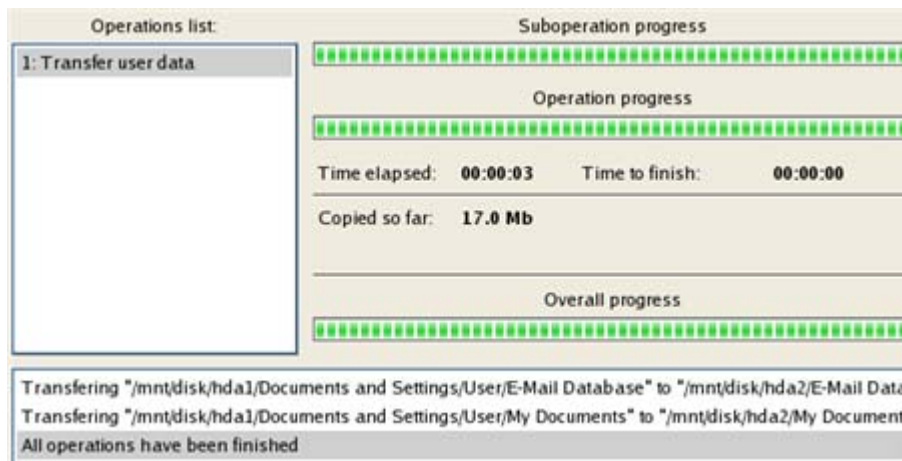 Operations list:
1: Transfer user data
Suboperation progress
Operation progress
Time elapsed: 00:00:03 Time to finish: 00:00:00
Copied so far: 17.0 Mb
Overall progress
Transfering "/mnt/disk/hda1/Documents and Settings/User/E-Mail Database" to "/mnt/disk/hda2/E-Mail Data
Transfering "/mnt/disk/hda1/Documents and Settings/User/My Documents" to "/mnt/disk/hda2/My Document
All operations have been finished